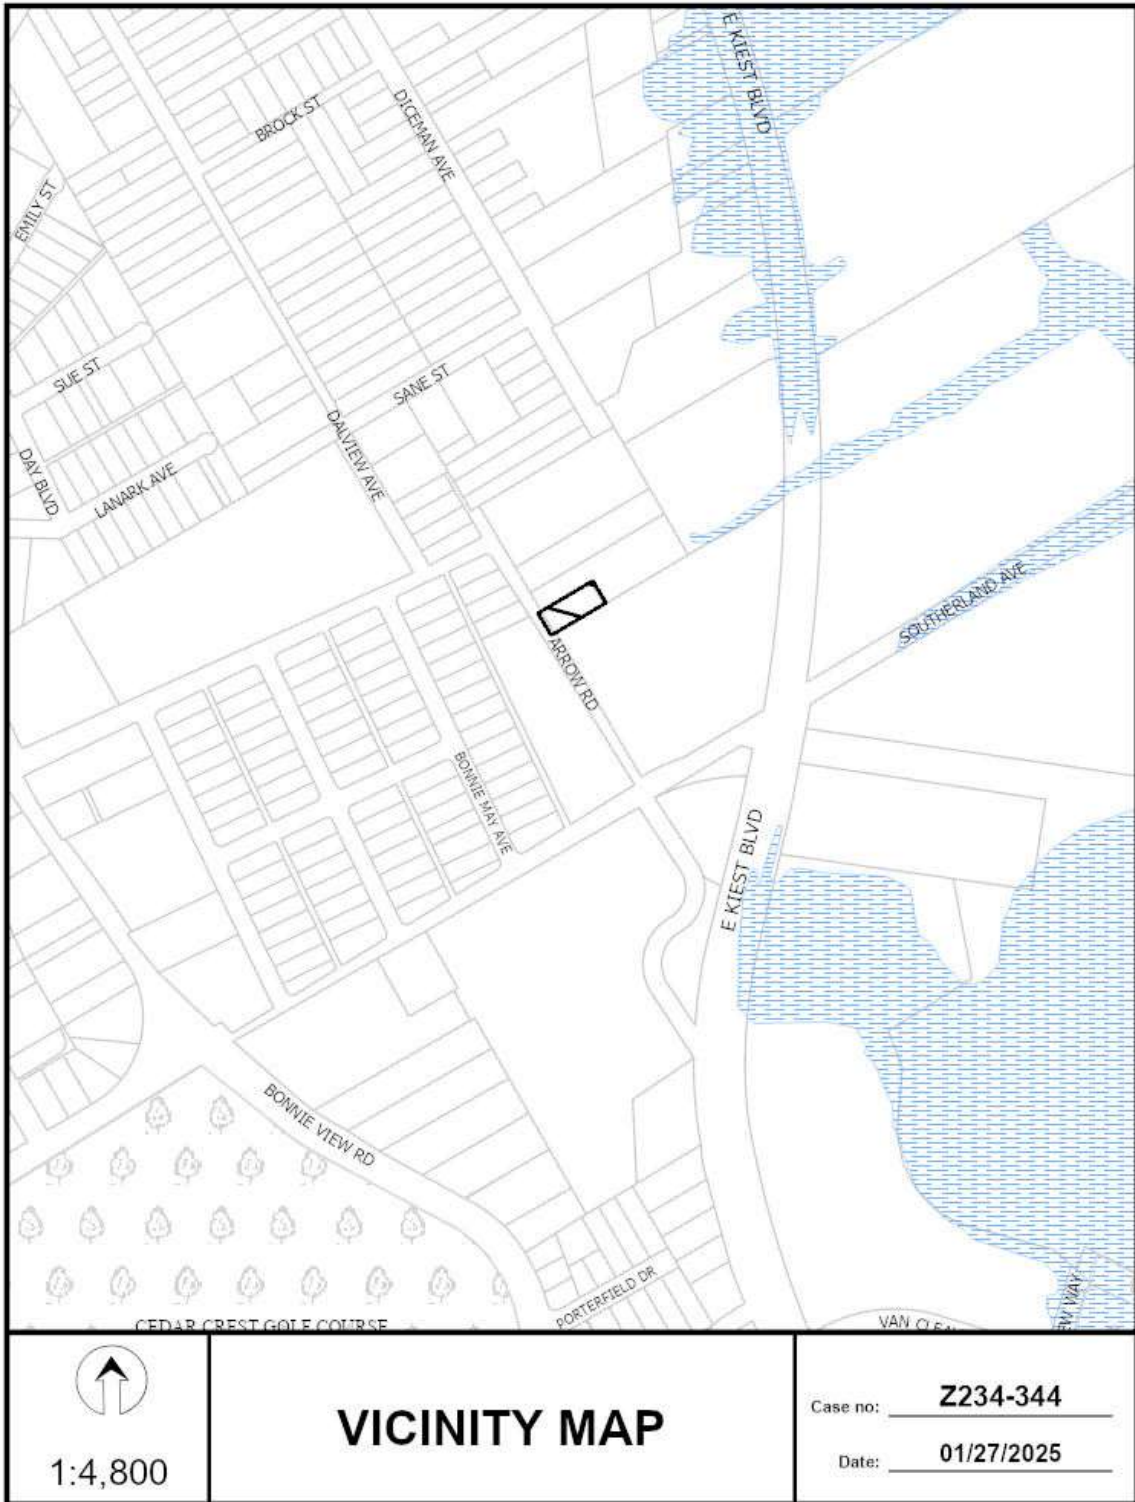 E KIEST BLVD
BROCK ST
DICEMAN AVE
EMILY ST
SUE ST
SANE ST
DALVIEW AVE
DAY BLVD
LANARK AVE
SOUTHERLAND AVE
ARROW RD
BONNIE MAY AVE
E KIEST BLVD
BONNIE VIEW RD
PORTERFIELD DR
CEDAR CREST GOLF COURSE
VAN
WAY
1:4,800
VICINITY MAP
Case no: Z234-344
Date: 01/27/2025